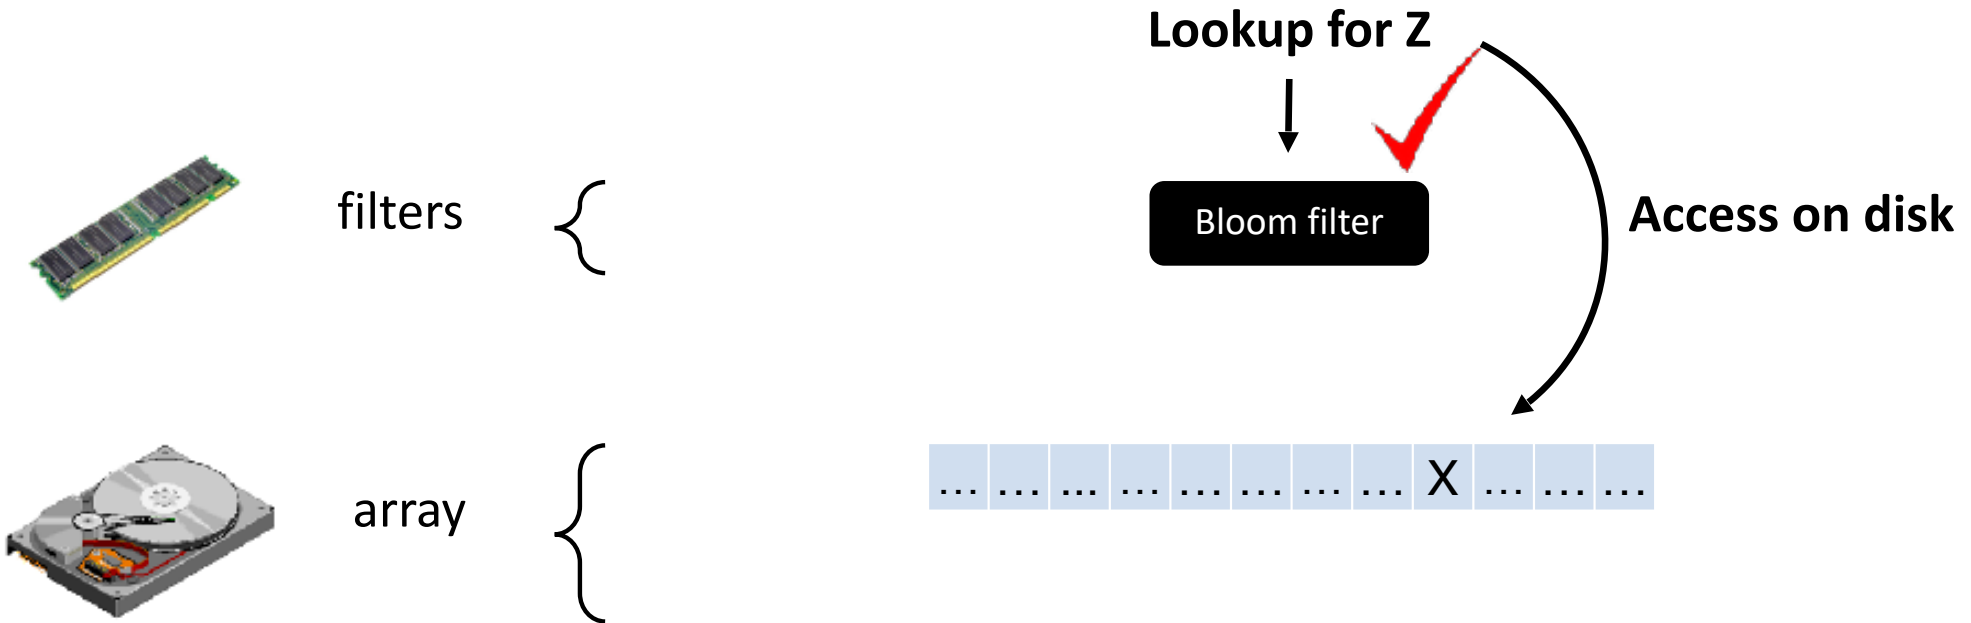 Lookup for Z
filters
Bloom filter
Access on disk
array
... ... ... ... ... ... ... ... X ... ... ...